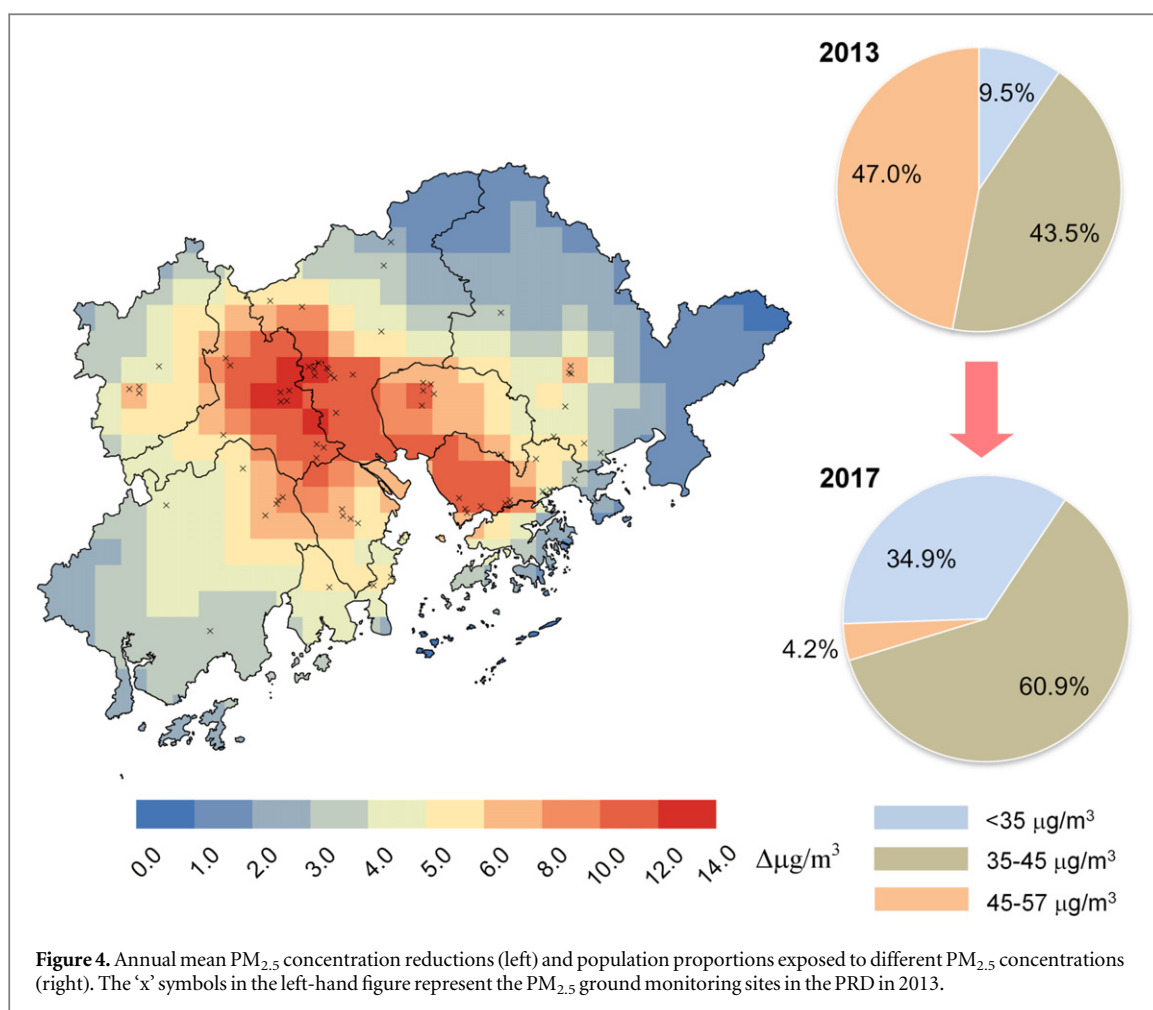 2013
9.5%
47.0%
43.5%
2017
34.9%
4.2%
60.9%
0.0 1.0 2.0 3.0 4.0 5.0 6.0 8.0 10.0 12.0 14.0 Δμg/m³
<35 μg/m³
35-45 μg/m³
45-57 μg/m³
Figure 4. Annual mean PM₂.₅ concentration reductions (left) and population proportions exposed to different PM₂.₅ concentrations
(right). The ‘x’ symbols in the left-hand figure represent the PM₂.₅ ground monitoring sites in the PRD in 2013.